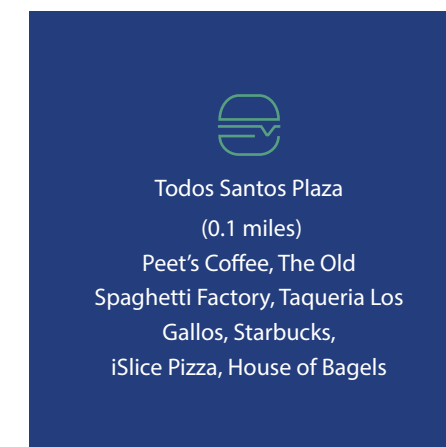 Todos Santos Plaza
(0.1 miles)
Peet's Coffee, The Old
Spaghetti Factory, Taqueria Los
Gallos, Starbucks,
iSlice Pizza, House of Bagels